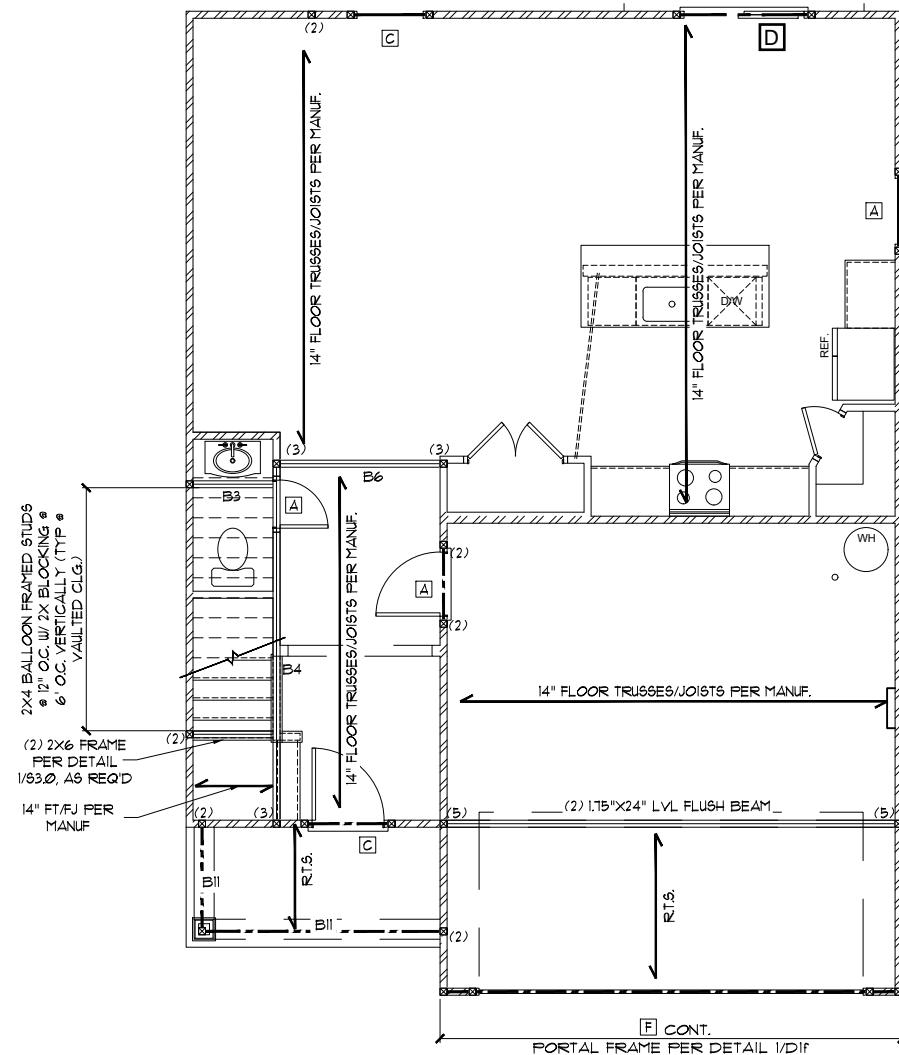 (2)
C
D
14" FLOOR TRUSSES/JOISTS PER MANUF.
14" FLOOR TRUSSES/JOISTS PER MANUF.
A
D/W
REF.
(3)
(3)
B6
B3
A
2X4 BALLOON FRAMED STUDS
@ 12" O.C. W/ 2X BLOCKING @
6' O.C. VERTICALLY (TYP @
VAULTED CLG.)
14" FLOOR TRUSSES/JOISTS PER MANUF.
(2)
A
(2)
WH
B4
14" FLOOR TRUSSES/JOISTS PER MANUF.
(2)
(2) 2X6 FRAME
PER DETAIL
1/S3.0, AS REQ'D
14" FT/FJ PER
MANUF
(2)
(3)
(5)
(2) 1.75"X24" LVL FLUSH BEAM
(5)
C
R.T.S.
R.T.S.
B11
B11
(2)
F CONT.
PORTAL FRAME PER DETAIL 1/D1f